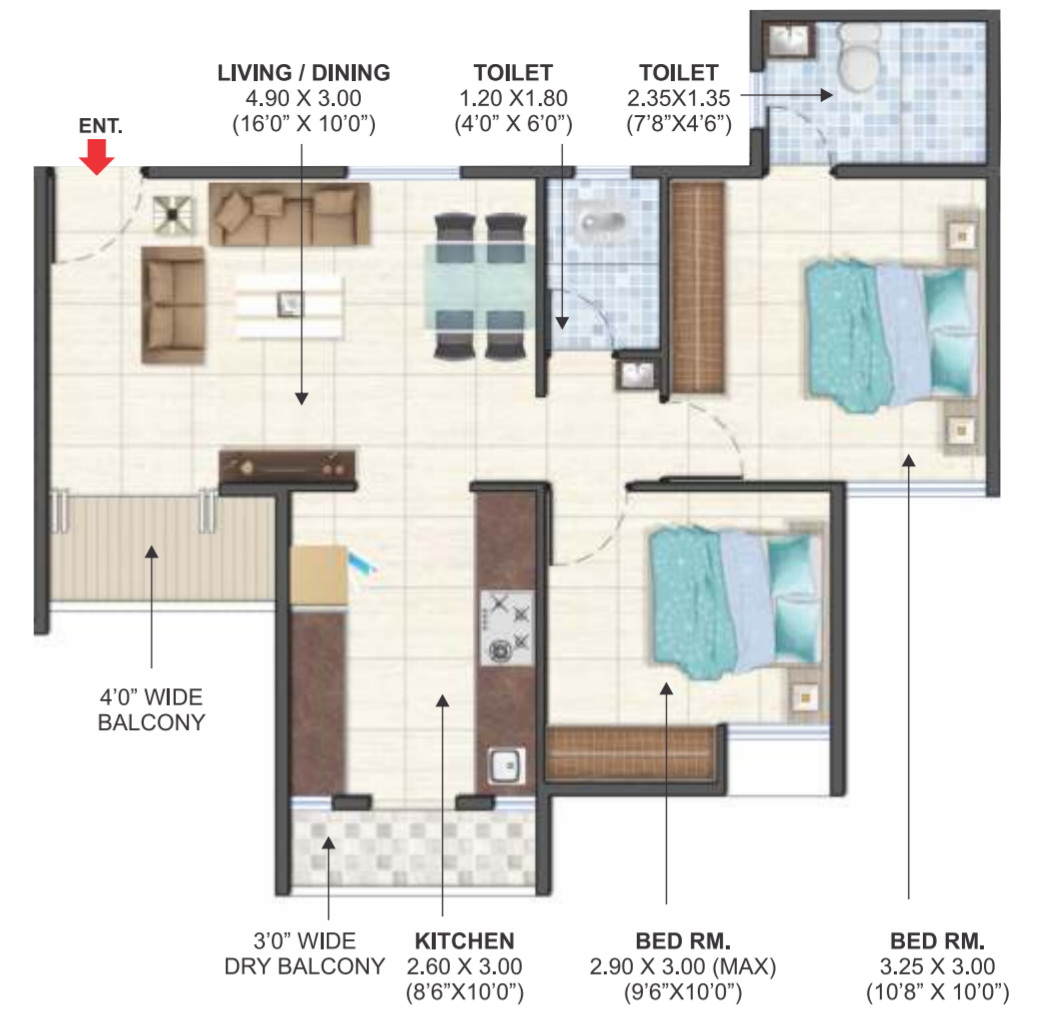 ENT.
LIVING / DINING
4.90 X 3.00
(16’0” X 10’0”)
TOILET
1.20 X1.80
(4’0” X 6’0”)
TOILET
2.35X1.35
(7’8”X4’6”)
4’0” WIDE
BALCONY
3’0” WIDE
DRY BALCONY
KITCHEN
2.60 X 3.00
(8’6”X10’0”)
BED RM.
2.90 X 3.00 (MAX)
(9’6”X10’0”)
BED RM.
3.25 X 3.00
(10’8” X 10’0”)